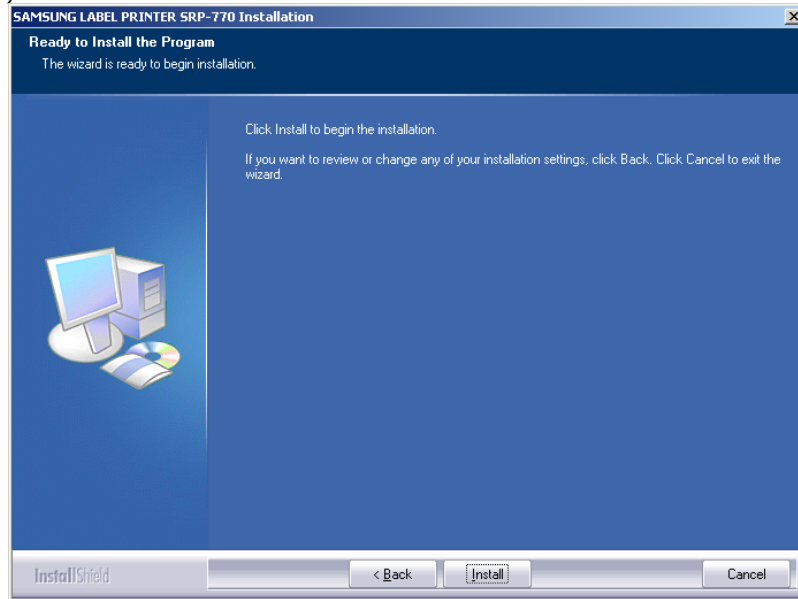 SAMSUNG LABEL PRINTER SRP-770 Installation
Ready to Install the Program
The wizard is ready to begin installation.
Click Install to begin the installation.
If you want to review or change any of your installation settings, click Back. Click Cancel to exit the
wizard.
InstallShield
< Back
Install
Cancel